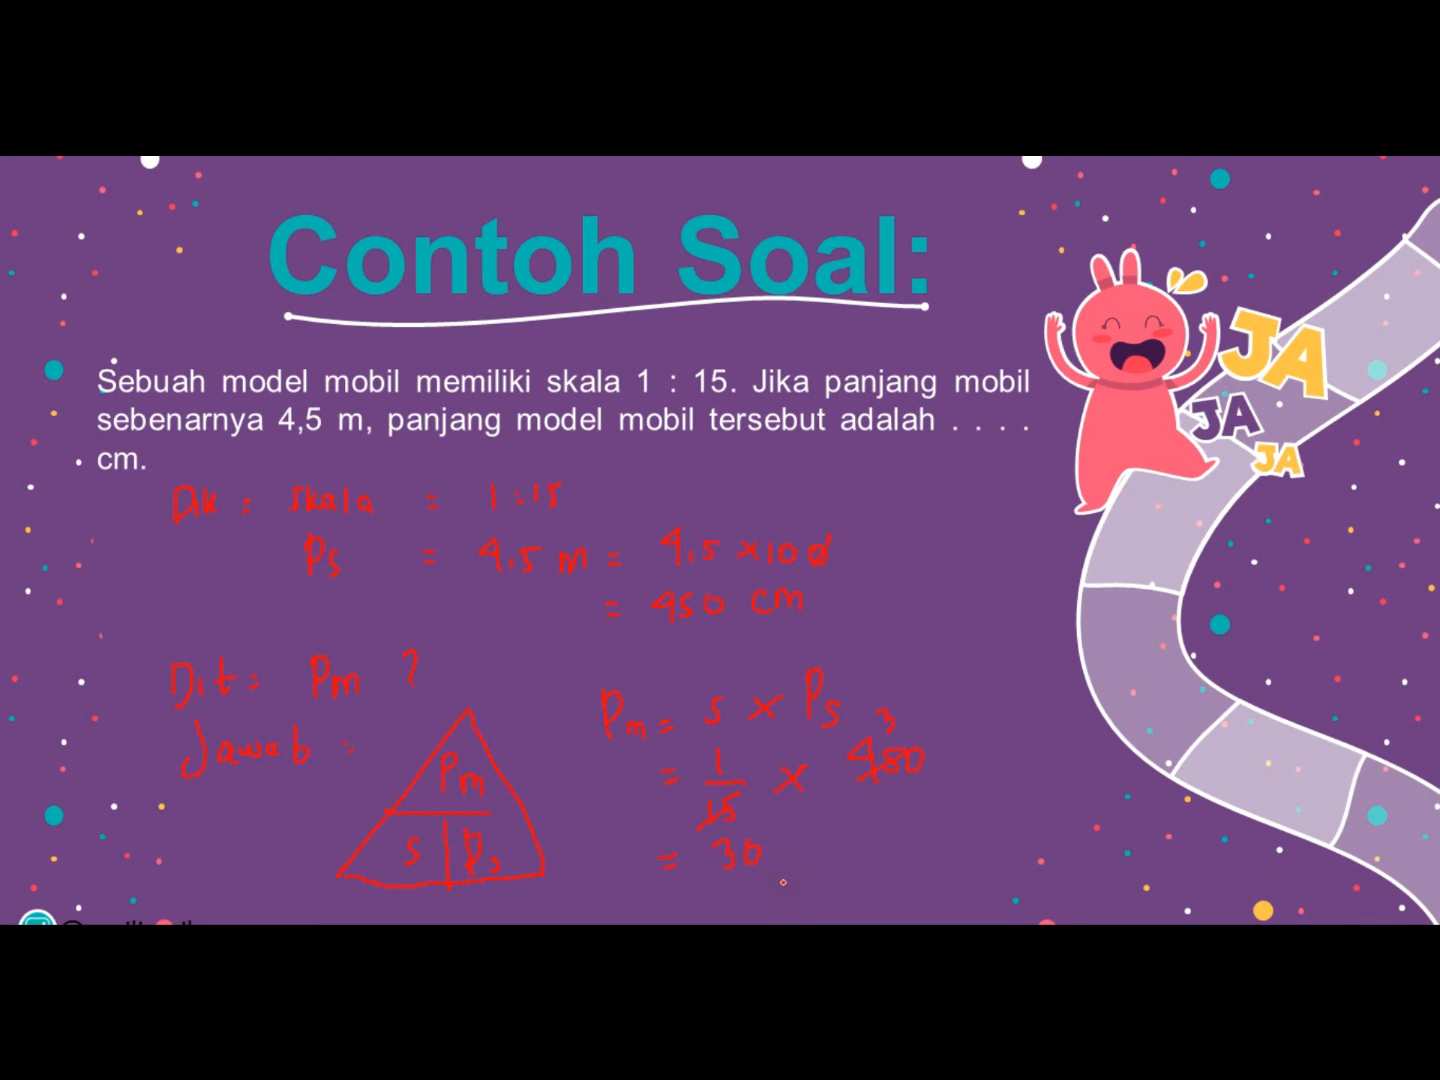 Contoh Soal:
Sebuah model mobil memiliki skala 1 : 15. Jika panjang mobil
sebenarnya 4,5 m, panjang model mobil tersebut adalah . . . .
cm.
JA
JA
JA
Dik : skala = 1:15
Ps = 4,5 m = 4,5 x 100
= 450 cm
Dit = Pm ?
Jawab :
Pm
S Ps
Pm = s x Ps
3
= 1/15 x 450
= 30